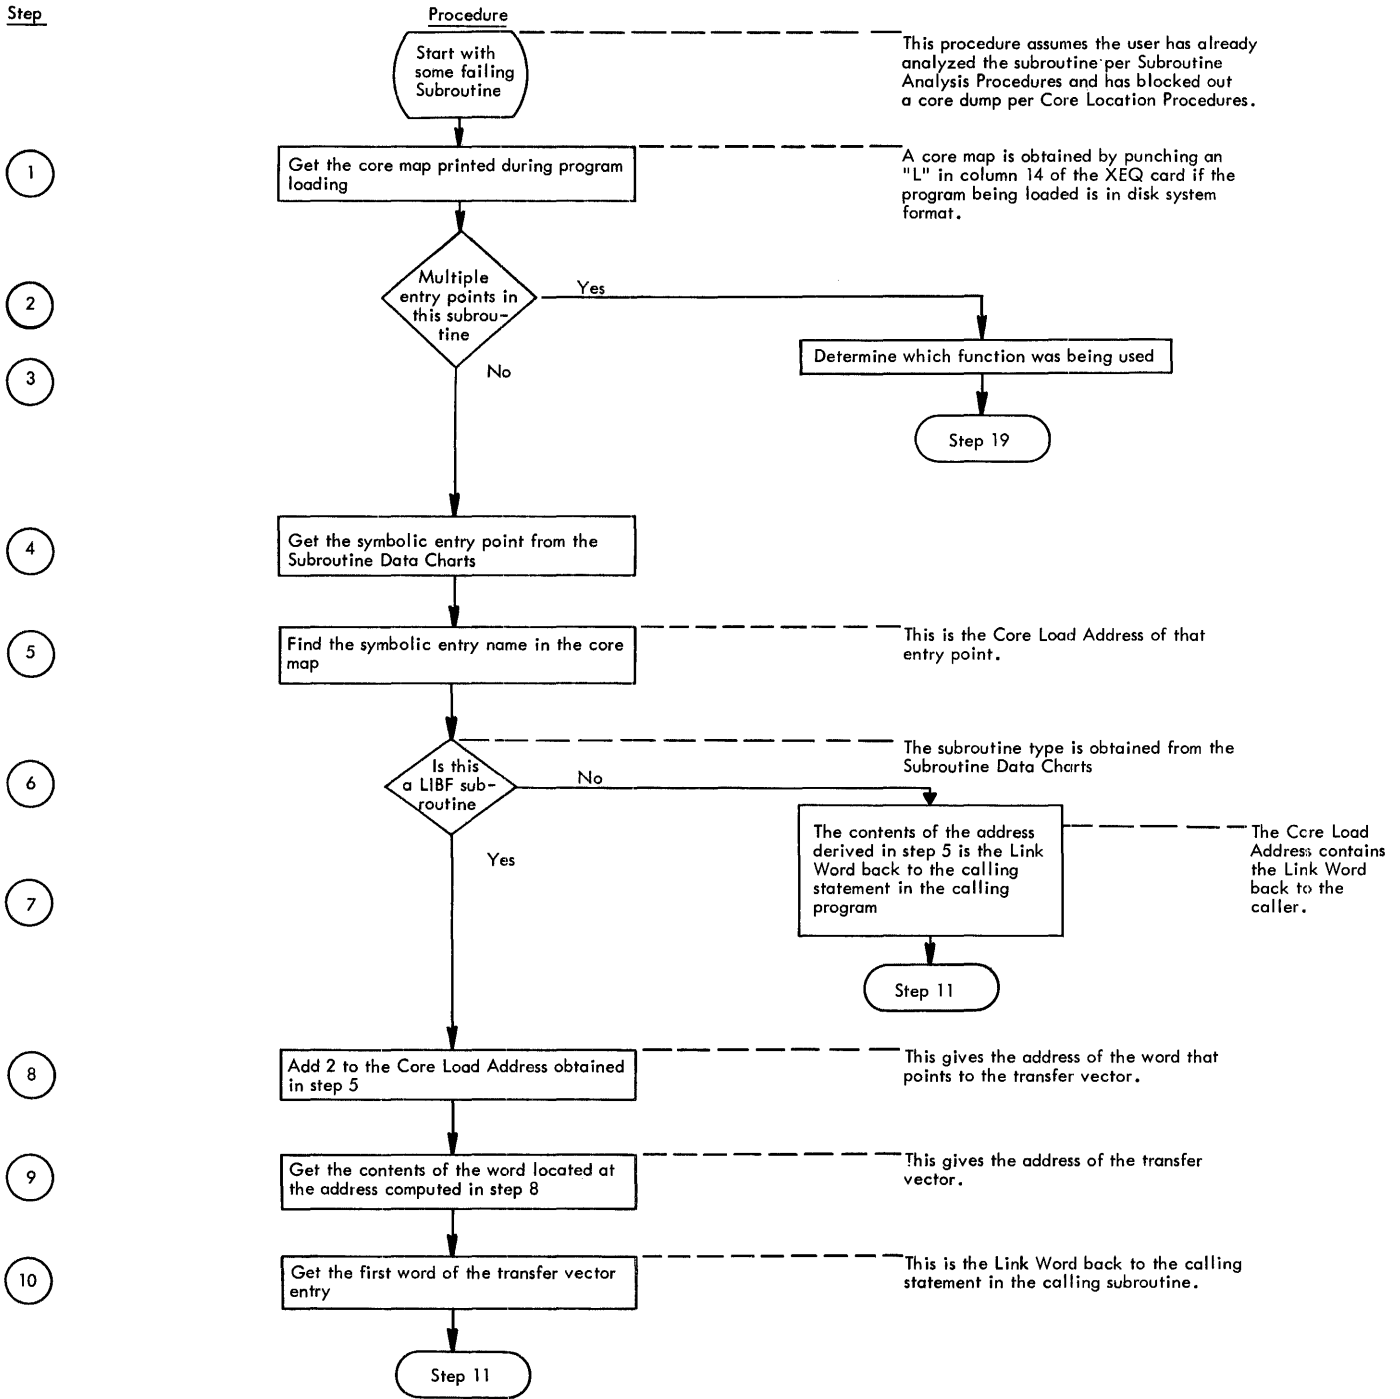 Step
Procedure
Start with
some failing
Subroutine
This procedure assumes the user has already
analyzed the subroutine per Subroutine
Analysis Procedures and has blocked out
a core dump per Core Location Procedures.
1
Get the core map printed during program
loading
A core map is obtained by punching an
"L" in column 14 of the XEQ card if the
program being loaded is in disk system
format.
2
Multiple
entry points in
this subrou-
tine
Yes
No
3
Determine which function was being used
Step 19
4
Get the symbolic entry point from the
Subroutine Data Charts
5
Find the symbolic entry name in the core
map
This is the Core Load Address of that
entry point.
6
Is this
a LIBF sub-
routine
No
Yes
The subroutine type is obtained from the
Subroutine Data Charts
7
The contents of the address
derived in step 5 is the Link
Word back to the calling
statement in the calling
program
The Core Load
Address contains
the Link Word
back to the
caller.
Step 11
8
Add 2 to the Core Load Address obtained
in step 5
This gives the address of the word that
points to the transfer vector.
9
Get the contents of the word located at
the address computed in step 8
This gives the address of the transfer
vector.
10
Get the first word of the transfer vector
entry
This is the Link Word back to the calling
statement in the calling subroutine.
Step 11